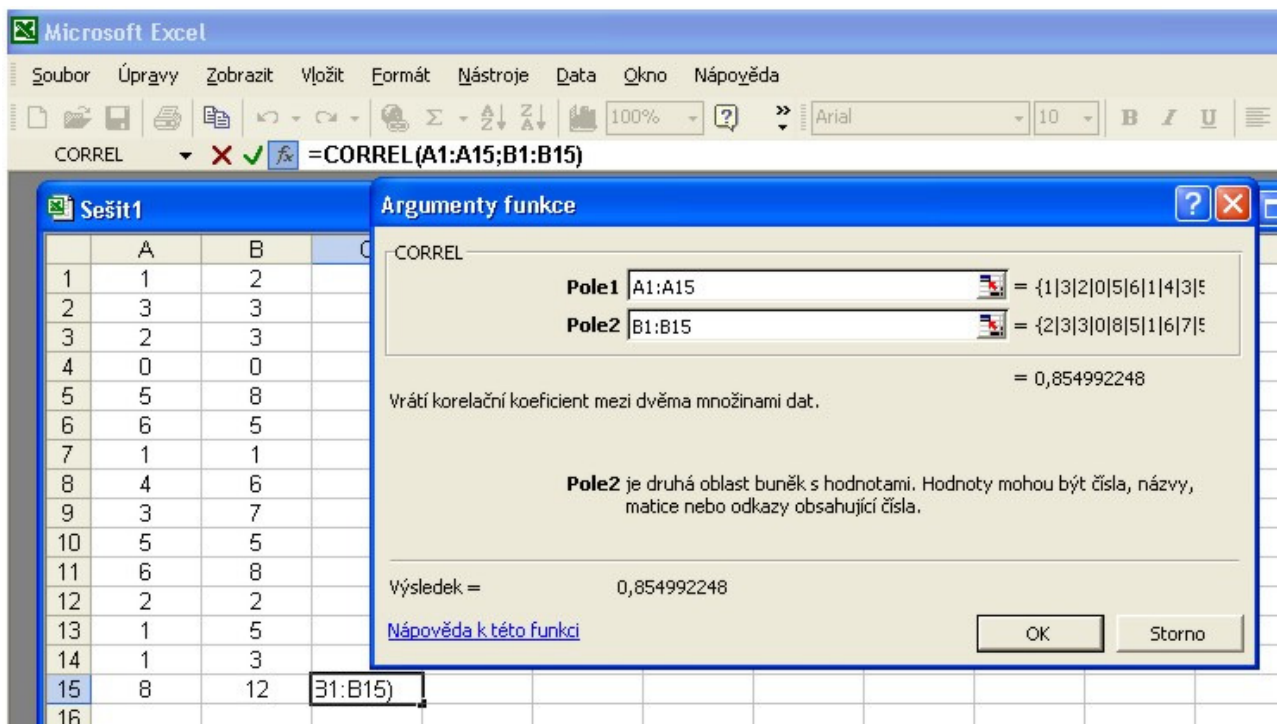 Microsoft Excel
Soubor Úpravy Zobrazit Vložit Formát Nástroje Data Okno Nápověda
100% Arial 10 B I U
CORREL =CORREL(A1:A15;B1:B15)
Sešit1
Argumenty funkce
A B C
CORREL
Pole1 A1:A15 = {1|3|2|0|5|6|1|4|3|5
Pole2 B1:B15 = {2|3|3|0|8|5|1|6|7|5
= 0,854992248
Vrátí korelační koeficient mezi dvěma množinami dat.
Pole2 je druhá oblast buněk s hodnotami. Hodnoty mohou být čísla, názvy,
matice nebo odkazy obsahující čísla.
Výsledek = 0,854992248
Nápověda k této funkci
OK Storno
1 1 2
2 3 3
3 2 3
4 0 0
5 5 8
6 6 5
7 1 1
8 4 6
9 3 7
10 5 5
11 6 8
12 2 2
13 1 5
14 1 3
15 8 12 B1:B15)
16